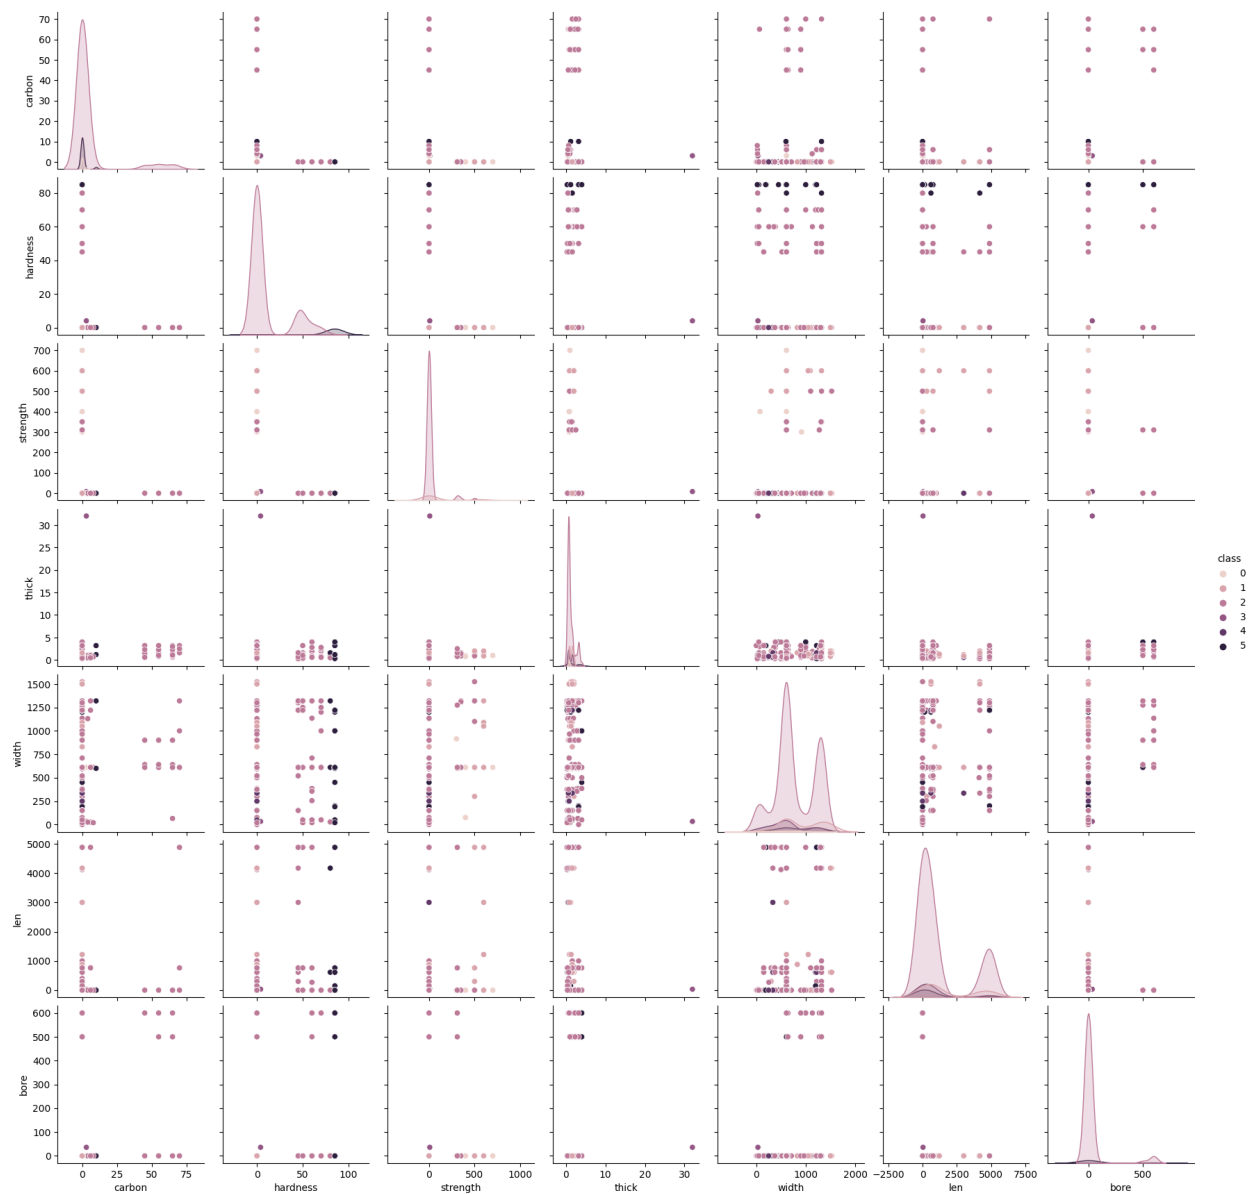 70
60
50
40
30
20
10
0
carbon
80
60
40
20
0
hardness
700
600
500
400
300
200
100
0
strength
30
25
20
15
10
5
0
thick
class
0
1
2
3
4
5
1500
1250
1000
750
500
250
0
width
5000
4000
3000
2000
1000
0
len
600
500
400
300
200
100
0
bore
0 25 50 75
carbon
0 50 100
hardness
0 500 1000
strength
0 10 20 30
thick
0 1000 2000
width
−2500 0 2500 5000 7500
len
0 500
bore